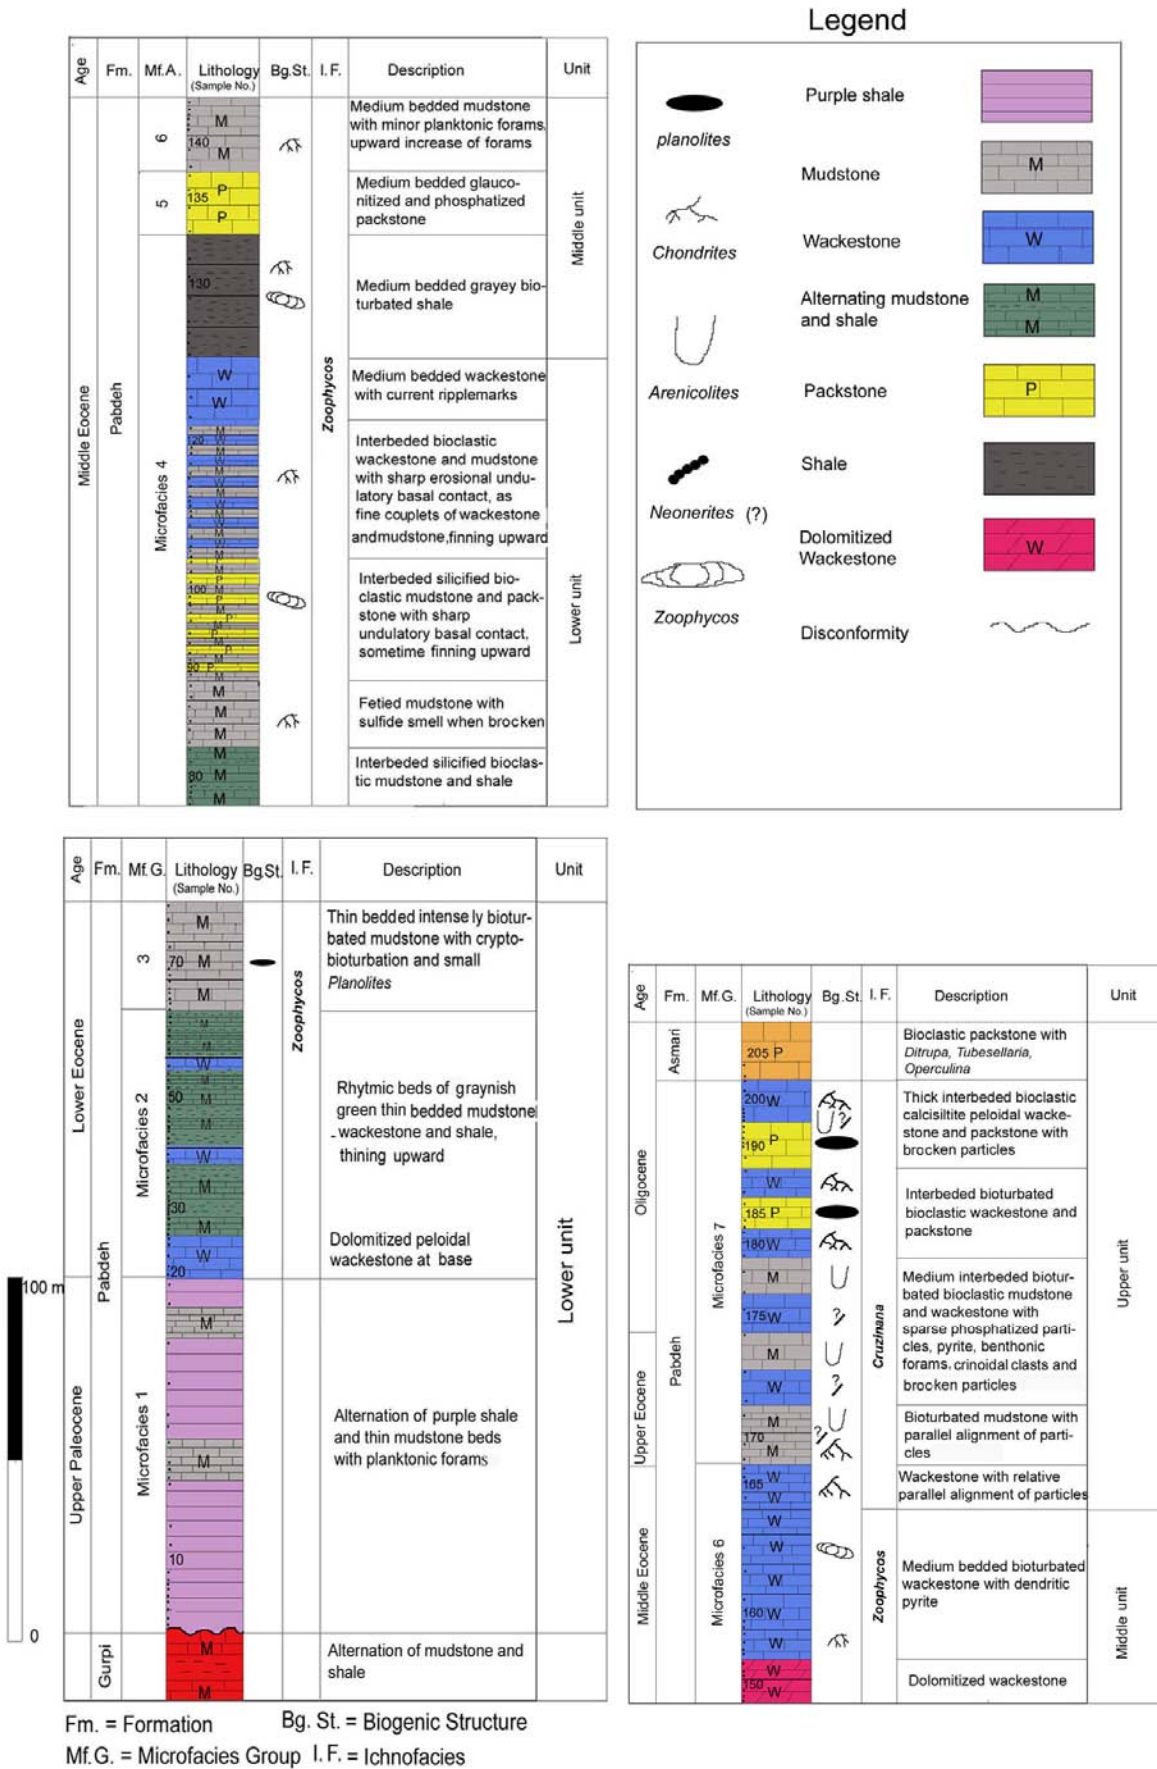 Legend
Age
Fm.
Mf.A.
Lithology
(Sample No.)
Bg.St.
I. F.
Description
Unit
Middle Eocene
Pabdeh
6
5
Microfacies 4
M
140
M
P
135
P
130
W
W
M
120
W
M
W
M
W
M
W
M
W
M
W
M
M
P
M
100
P
M
P
P
M
P
M
90 P
M
M
M
M
M
80 M
M
Zoophycos
Medium bedded mudstone
with minor planktonic forams,
upward increase of forams
Medium bedded glauco-
nitized and phosphatized
packstone
Medium bedded grayey bio-
turbated shale
Medium bedded wackestone
with current ripplemarks
Interbeded bioclastic
wackestone and mudstone
with sharp erosional undu-
latory basal contact, as
fine couplets of wackestone
andmudstone,finning upward
Interbeded silicified bio-
clastic mudstone and pack-
stone with sharp
undulatory basal contact,
sometime finning upward
Fetied mudstone with
sulfide smell when brocken
Interbeded silicified bioclas-
tic mudstone and shale
Middle unit
Lower unit
planolites
Chondrites
Arenicolites
Neonerites (?)
Zoophycos
Purple shale
Mudstone
M
Wackestone
W
Alternating mudstone
and shale
M
M
Packstone
P
Shale
Dolomitized
Wackestone
W
Disconformity
Age
Fm.
Mf. G.
Lithology
(Sample No.)
Bg.St.
I. F.
Description
Unit
Lower Eocene
Upper Paleocene
Pabdeh
Gurpi
3
Microfacies 2
Microfacies 1
M
70 M
M
M
M
W
M
50
M
M
W
M
30
M
W
20
M
M
10
M
M
Zoophycos
Thin bedded intensely biotur-
bated mudstone with crypto-
bioturbation and small
Planolites
Rhytmic beds of graynish
green thin bedded mudstone
-wackestone and shale,
thining upward
Dolomitized peloidal
wackestone at base
Alternation of purple shale
and thin mudstone beds
with planktonic forams
Alternation of mudstone and
shale
Lower unit
100 m
0
Age
Fm.
Mf.G.
Lithology
(Sample No.)
Bg.St.
I. F.
Description
Unit
Oligocene
Upper Eocene
Middle Eocene
Asmari
Pabdeh
Microfacies 7
Microfacies 6
205 P
200 W
190 P
W
185 P
180 W
M
175 W
M
W
M
170
M
W
165
W
W
W
W
160 W
W
W
150
W
?
?
?
?
Cruzinana
Zoophycos
Bioclastic packstone with
Ditrupa, Tubesellaria,
Operculina
Thick interbeded bioclastic
calcisiltite peloidal wacke-
stone and packstone with
brocken particles
Interbeded bioturbated
bioclastic wackestone and
packstone
Medium interbeded biotur-
bated bioclastic mudstone
and wackestone with
sparse phosphatized parti-
cles, pyrite, benthonic
forams, crinoidal clasts and
brocken particles
Bioturbated mudstone with
parallel alignment of parti-
cles
Wackestone with relative
parallel alignment of particles
Medium bedded bioturbated
wackestone with dendritic
pyrite
Dolomitized wackestone
Upper unit
Middle unit
Fm. = Formation
Bg. St. = Biogenic Structure
Mf.G. = Microfacies Group
I. F. = Ichnofacies